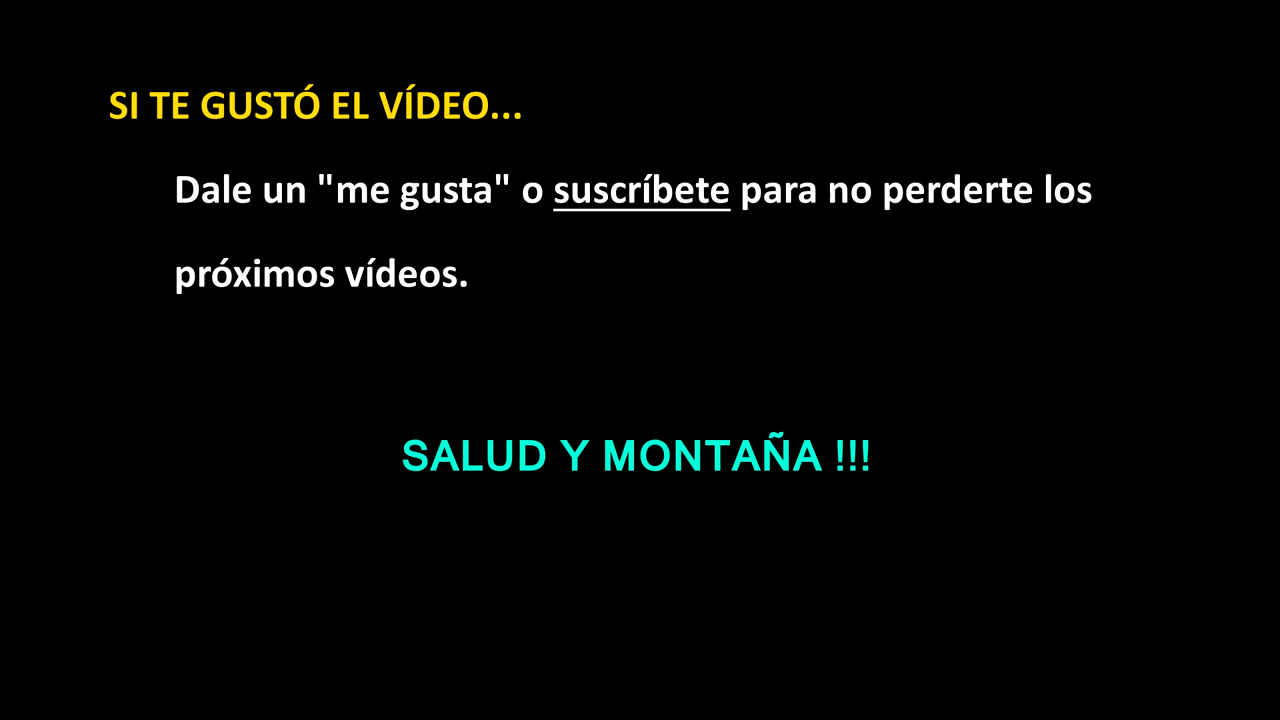 SI TE GUSTÓ EL VÍDEO...
Dale un "me gusta" o suscríbete para no perderte los
próximos vídeos.
SALUD Y MONTAÑA !!!